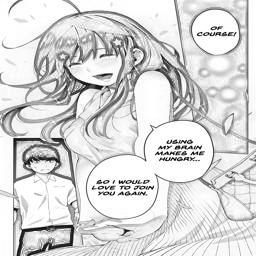 OF
COURSE!
USING
MY BRAIN
MAKES ME
HUNGRY...
SO I WOULD
LOVE TO JOIN
YOU AGAIN.